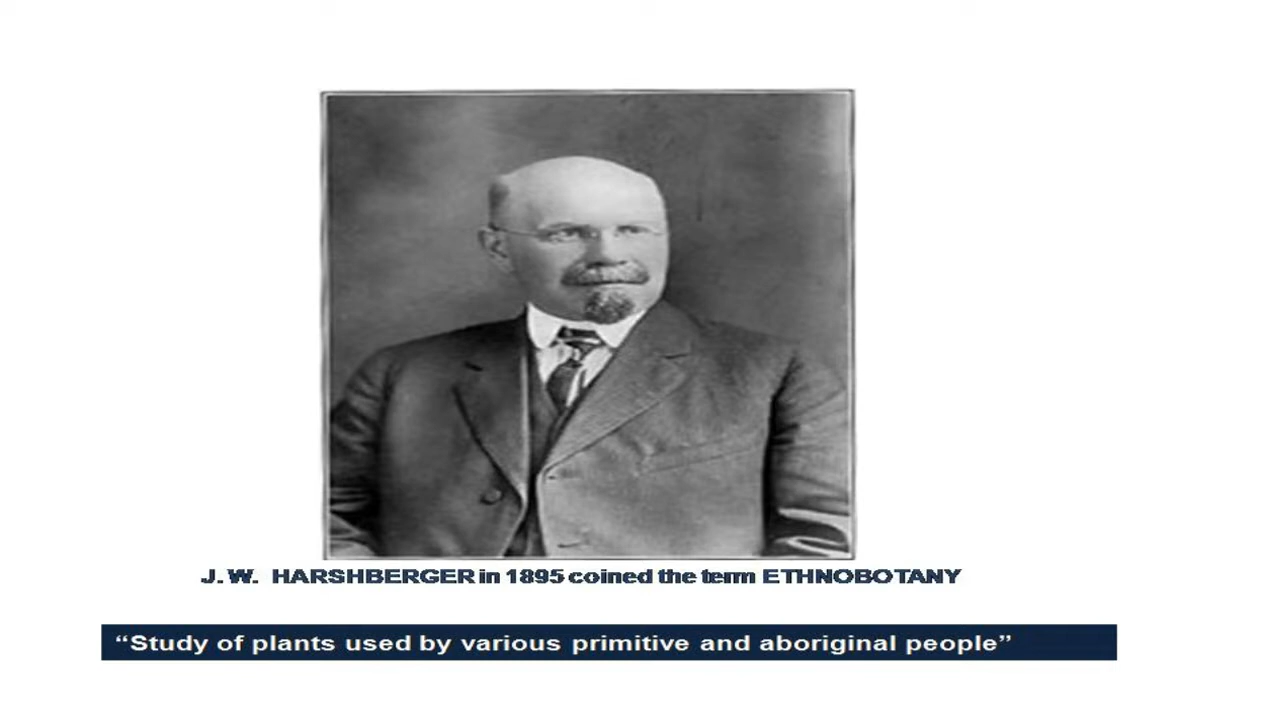 J. W. HARSHBERGER in 1895 coined the term ETHNOBOTANY
“Study of plants used by various primitive and aboriginal people”